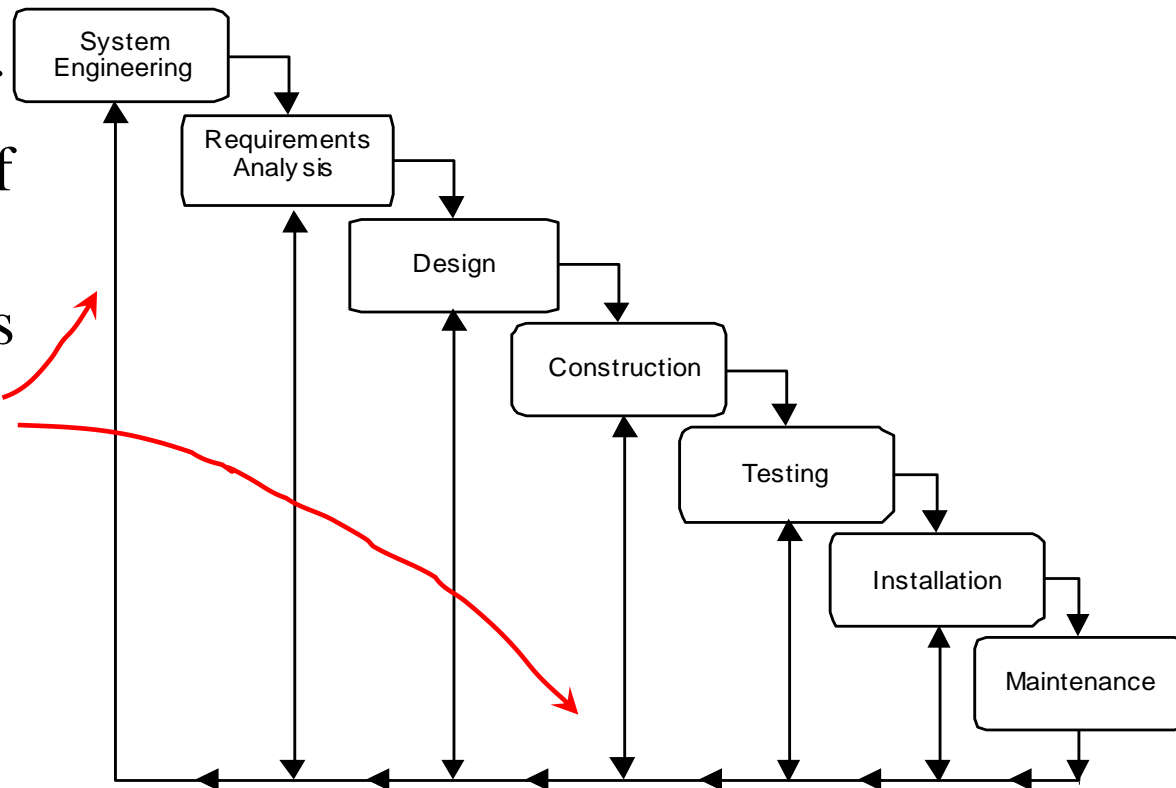 System
Engineering
.
Requirements
Analysis
f
Design
s
Construction
Testing
Installation
Maintenance